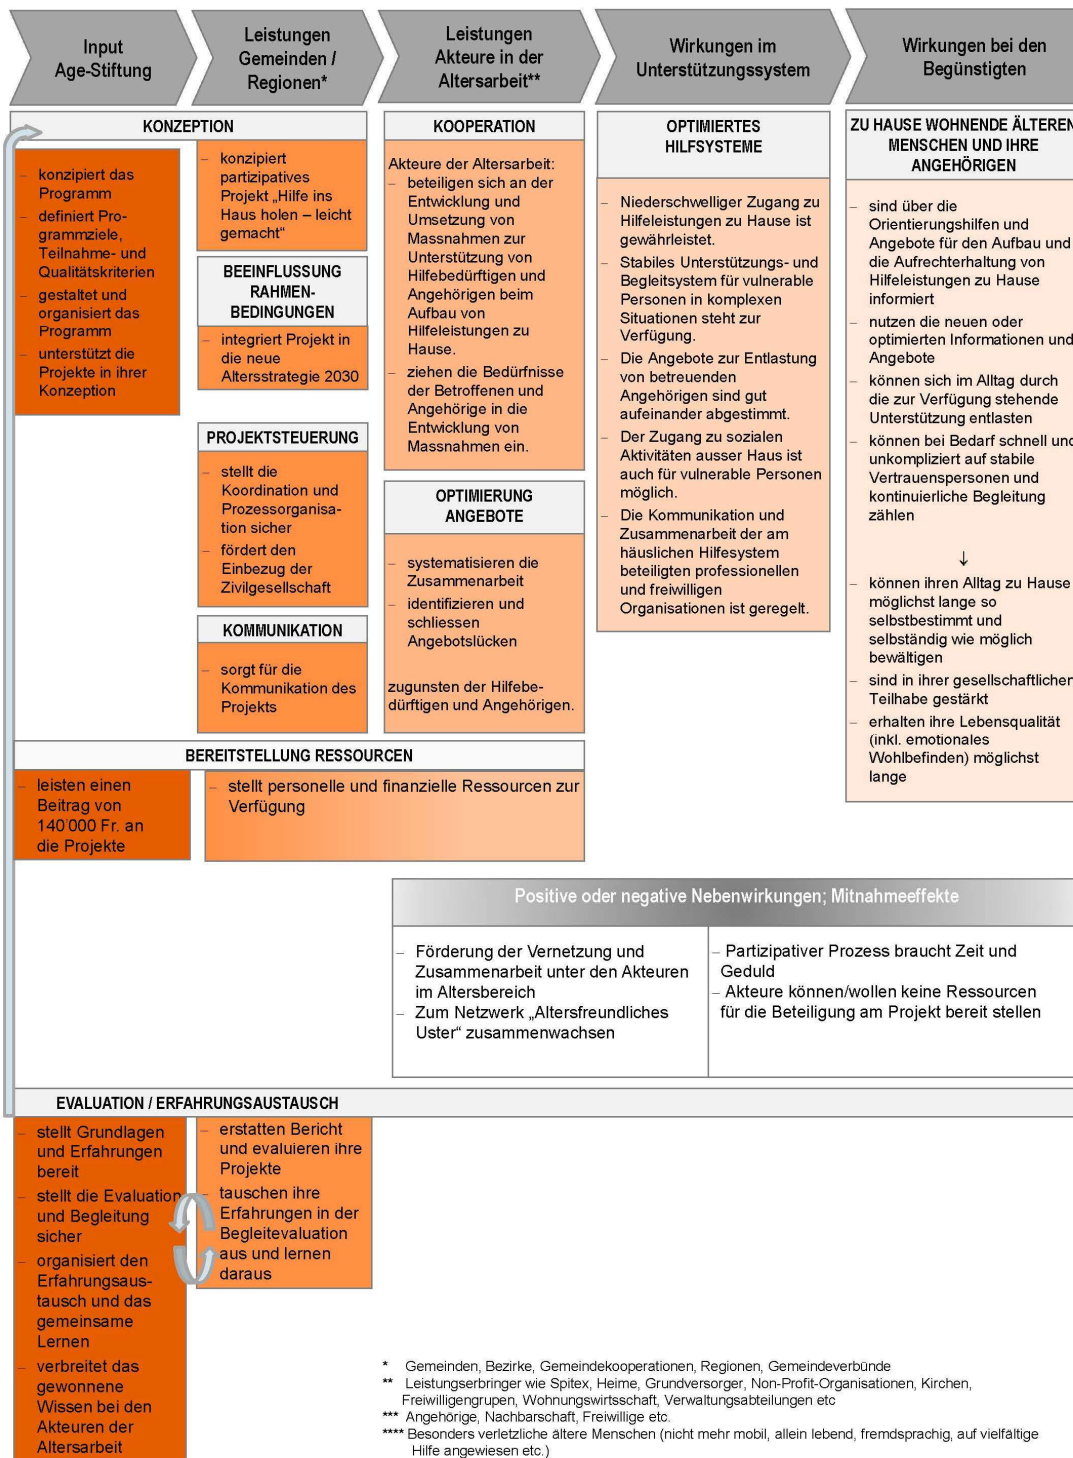 Input
Age-Stiftung
Leistungen
Gemeinden /
Regionen*
Leistungen
Akteure in der
Altersarbeit**
Wirkungen im
Unterstützungssystem
Wirkungen bei den
Begünstigten
KONZEPTION
– konzipiert das
Programm
– definiert Pro-
grammziele,
Teilnahme- und
Qualitätskriterien
– gestaltet und
organisiert das
Programm
– unterstützt die
Projekte in ihrer
Konzeption
– konzipiert
partizipatives
Projekt „Hilfe ins
Haus holen – leicht
gemacht“
BEEINFLUSSUNG
RAHMEN-
BEDINGUNGEN
– integriert Projekt in
die neue
Altersstrategie 2030
PROJEKTSTEUERUNG
– stellt die
Koordination und
Prozessorganisa-
tion sicher
– fördert den
Einbezug der
Zivilgesellschaft
KOMMUNIKATION
– sorgt für die
Kommunikation des
Projekts
KOOPERATION
Akteure der Altersarbeit:
– beteiligen sich an der
Entwicklung und
Umsetzung von
Massnahmen zur
Unterstützung von
Hilfebedürftigen und
Angehörigen beim
Aufbau von
Hilfeleistungen zu
Hause.
– ziehen die Bedürfnisse
der Betroffenen und
Angehörige in die
Entwicklung von
Massnahmen ein.
OPTIMIERUNG
ANGEBOTE
– systematisieren die
Zusammenarbeit
– identifizieren und
schliessen
Angebotslücken
zugunsten der Hilfebe-
dürftigen und Angehörigen.
OPTIMIERTES
HILFSYSTEME
– Niederschwelliger Zugang zu
Hilfeleistungen zu Hause ist
gewährleistet.
– Stabiles Unterstützungs- und
Begleitsystem für vulnerable
Personen in komplexen
Situationen steht zur
Verfügung.
– Die Angebote zur Entlastung
von betreuenden
Angehörigen sind gut
aufeinander abgestimmt.
– Der Zugang zu sozialen
Aktivitäten ausser Haus ist
auch für vulnerable Personen
möglich.
– Die Kommunikation und
Zusammenarbeit der am
häuslichen Hilfesystem
beteiligten professionellen
und freiwilligen
Organisationen ist geregelt.
ZU HAUSE WOHNENDE ÄLTEREN
MENSCHEN UND IHRE
ANGEHÖRIGEN
– sind über die
Orientierungshilfen und
Angebote für den Aufbau und
die Aufrechterhaltung von
Hilfeleistungen zu Hause
informiert
– nutzen die neuen oder
optimierten Informationen und
Angebote
– können sich im Alltag durch
die zur Verfügung stehende
Unterstützung entlasten
– können bei Bedarf schnell und
unkompliziert auf stabile
Vertrauenspersonen und
kontinuierliche Begleitung
zählen
↓
– können ihren Alltag zu Hause
möglichst lange so
selbstbestimmt und
selbständig wie möglich
bewältigen
– sind in ihrer gesellschaftlichen
Teilhabe gestärkt
– erhalten ihre Lebensqualität
(inkl. emotionales
Wohlbefinden) möglichst
lange
BEREITSTELLUNG RESSOURCEN
– leisten einen
Beitrag von
140’000 Fr. an
die Projekte
– stellt personelle und finanzielle Ressourcen zur
Verfügung
Positive oder negative Nebenwirkungen; Mitnahmeeffekte
– Förderung der Vernetzung und
Zusammenarbeit unter den Akteuren
im Altersbereich
– Zum Netzwerk „Altersfreundliches
Uster“ zusammenwachsen
– Partizipativer Prozess braucht Zeit und
Geduld
– Akteure können/wollen keine Ressourcen
für die Beteiligung am Projekt bereit stellen
EVALUATION / ERFAHRUNGSAUSTAUSCH
– stellt Grundlagen
und Erfahrungen
bereit
– stellt die Evaluation
und Begleitung
sicher
– organisiert den
Erfahrungsaus-
tausch und das
gemeinsame
Lernen
– verbreitet das
gewonnene
Wissen bei den
Akteuren der
Altersarbeit
– erstatten Bericht
und evaluieren ihre
Projekte
– tauschen ihre
Erfahrungen in der
Begleitevaluation
aus und lernen
daraus
* Gemeinden, Bezirke, Gemeindekooperationen, Regionen, Gemeindeverbünde
** Leistungserbringer wie Spitex, Heime, Grundversorger, Non-Profit-Organisationen, Kirchen,
Freiwilligengrupen, Wohnungswirtsschaft, Verwaltungsabteilungen etc
*** Angehörige, Nachbarschaft, Freiwillige etc.
**** Besonders verletzliche ältere Menschen (nicht mehr mobil, allein lebend, fremdsprachig, auf vielfältige
Hilfe angewiesen etc.)